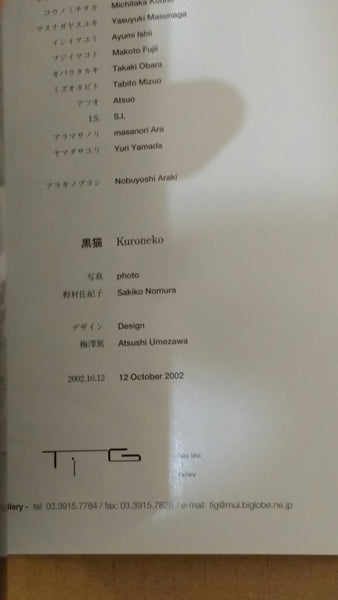 コウノミチタカ Michitaka Kouno
マスナガヤスユキ Yasuyuki Masunaga
イシイアユミ Ayumi Ishii
フジイマコト Makoto Fujii
オバラタカキ Takaki Obara
ミズオタビト Tabito Mizuo
アツオ Atsuo
I.S. S.I.
アラマサノリ masanori Ara
ヤマダサユリ Yuri Yamada
アラキノブヨシ Nobuyoshi Araki
黒猫 Kuroneko
写真 photo
野村佐紀子 Sakiko Nomura
デザイン Design
梅澤篤 Atsushi Umezawa
2002.10.12 12 October 2002
TiG Taka Ishii
Gallery
llery - tel: 03.3915.7784 / fax: 03.3915.7828 / e-mail: tig@mui.biglobe.ne.jp